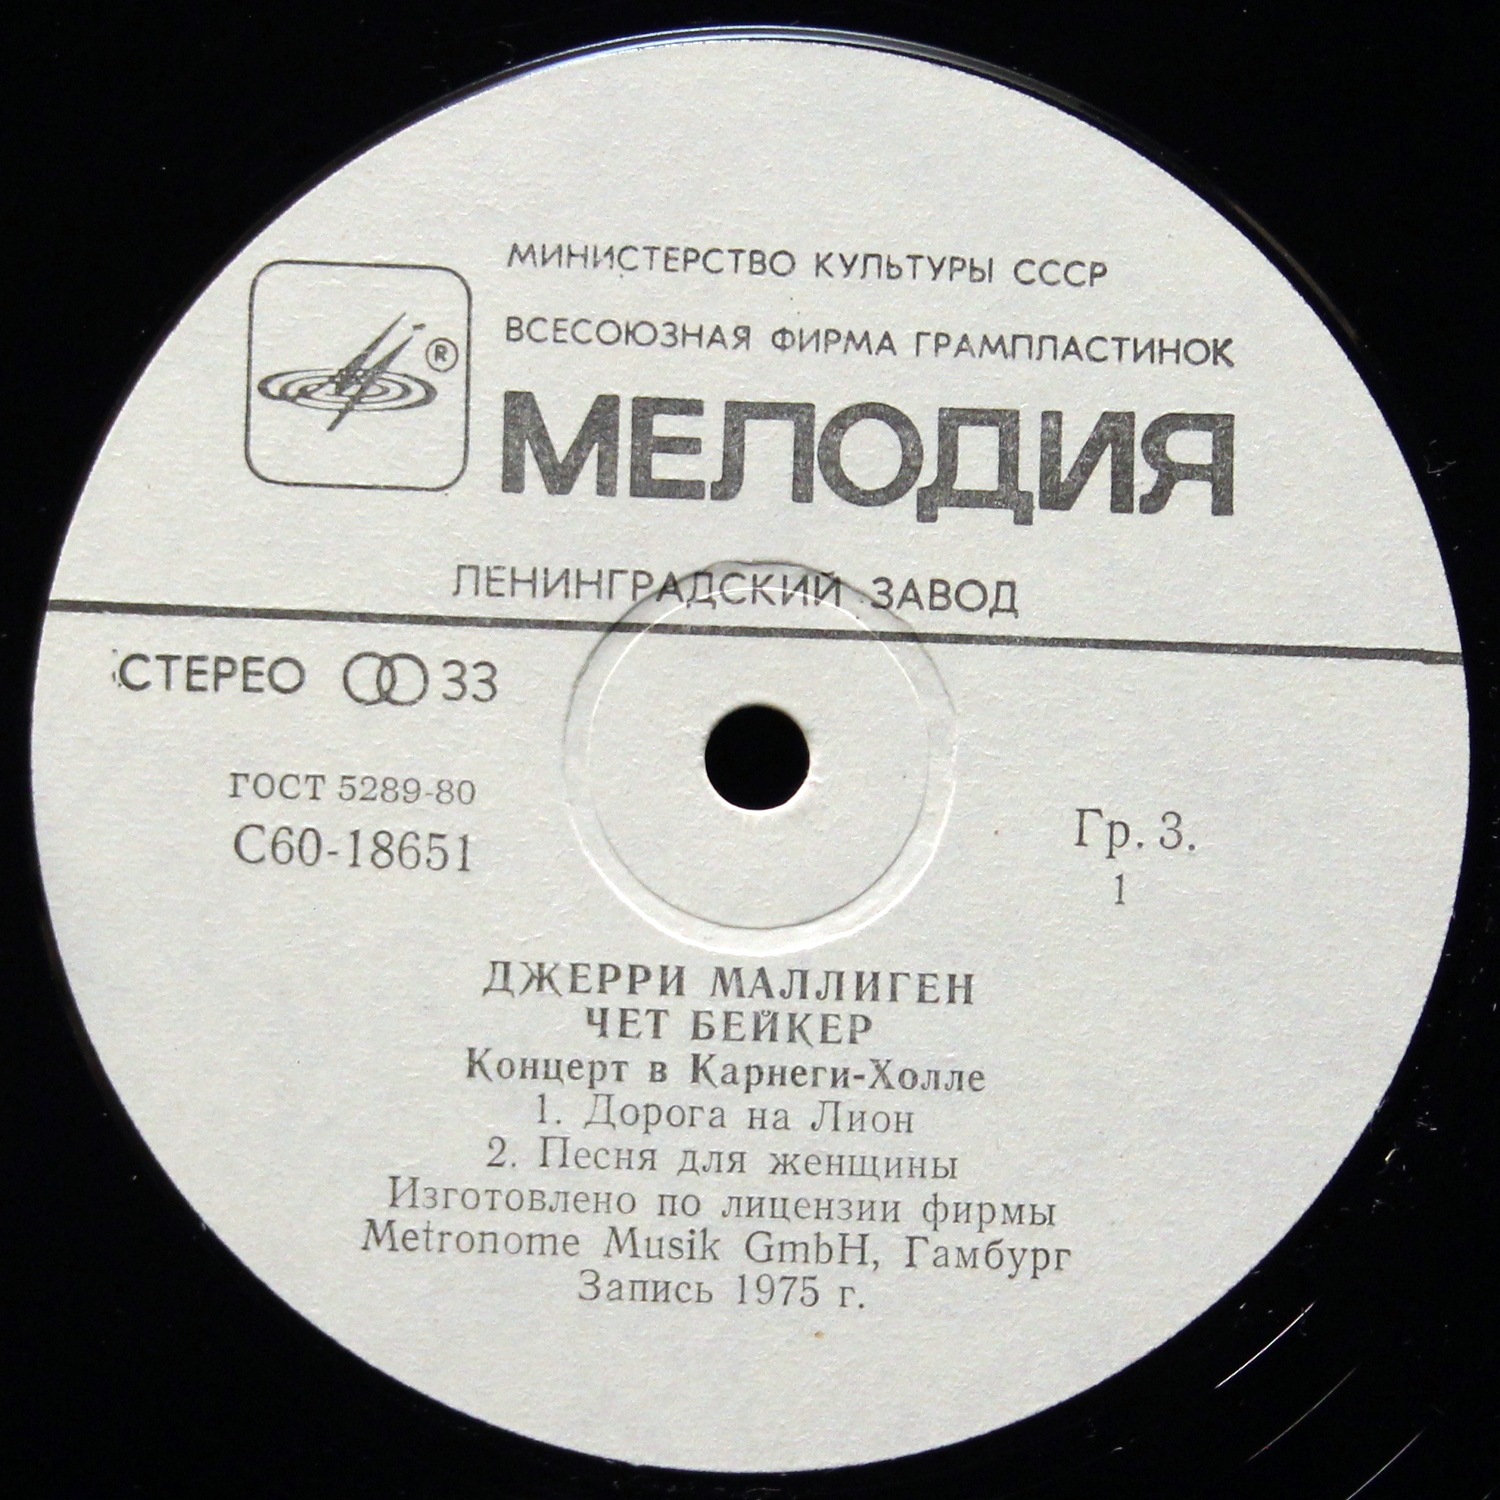 МИНИСТЕРСТВО КУЛЬТУРЫ СССР
ВСЕСОЮЗНАЯ ФИРМА ГРАМПЛАСТИНОК
®
МЕЛОДИЯ
ЛЕНИНГРАДСКИЙ ЗАВОД
СТЕРЕО 33
ГОСТ 5289-80
С60-18651
Гр. 3.
1
ДЖЕРРИ МАЛЛИГЕН
ЧЕТ БЕЙКЕР
Концерт в Карнеги-Холле
1. Дорога на Лион
2. Песня для женщины
Изготовлено по лицензии фирмы
Metronome Musik GmbH, Гамбург
Запись 1975 г.